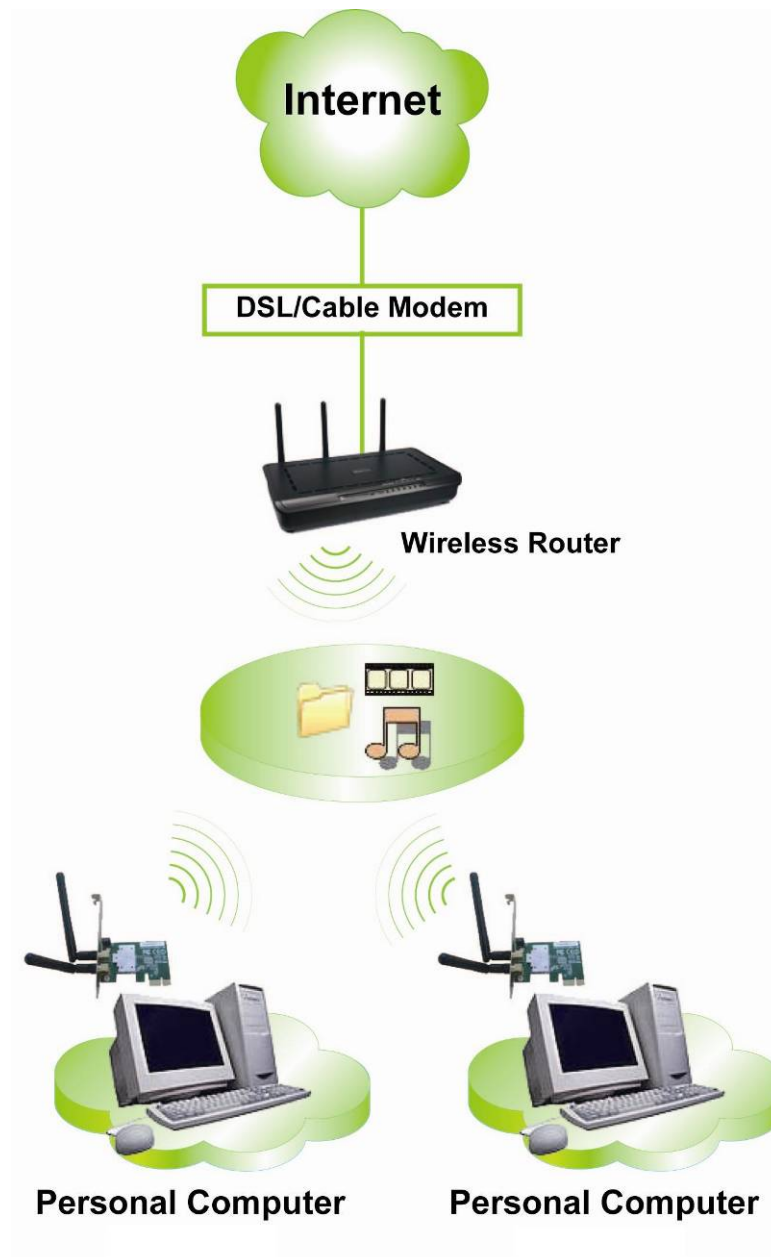 Internet
DSL/Cable Modem
Wireless Router
Personal Computer
Personal Computer